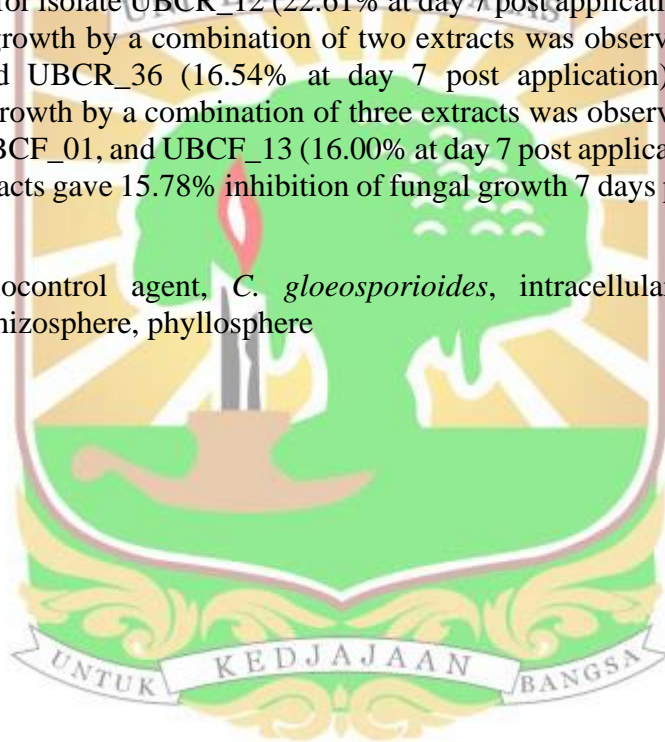 for isolate UBCR_12 (22.61% at day 7 post applicatio
growth by a combination of two extracts was observ
d UBCR_36 (16.54% at day 7 post application)
rowth by a combination of three extracts was observ
BCF_01, and UBCF_13 (16.00% at day 7 post applica
acts gave 15.78% inhibition of fungal growth 7 days p
ocontrol agent, C. gloeosporioides, intracellula
hizosphere, phyllosphere
UNTUK KEDJAJAAN BANGSA